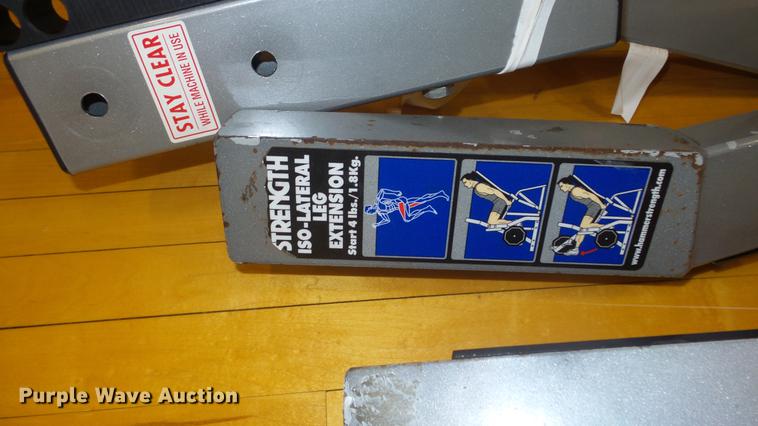 STAY CLEAR
WHILE MACHINE IN USE
STRENGTH
ISO-LATERAL
LEG
EXTENSION
Start 4 lbs./1.8Kg.
www.hammerstrength.com
Purple Wave Auction